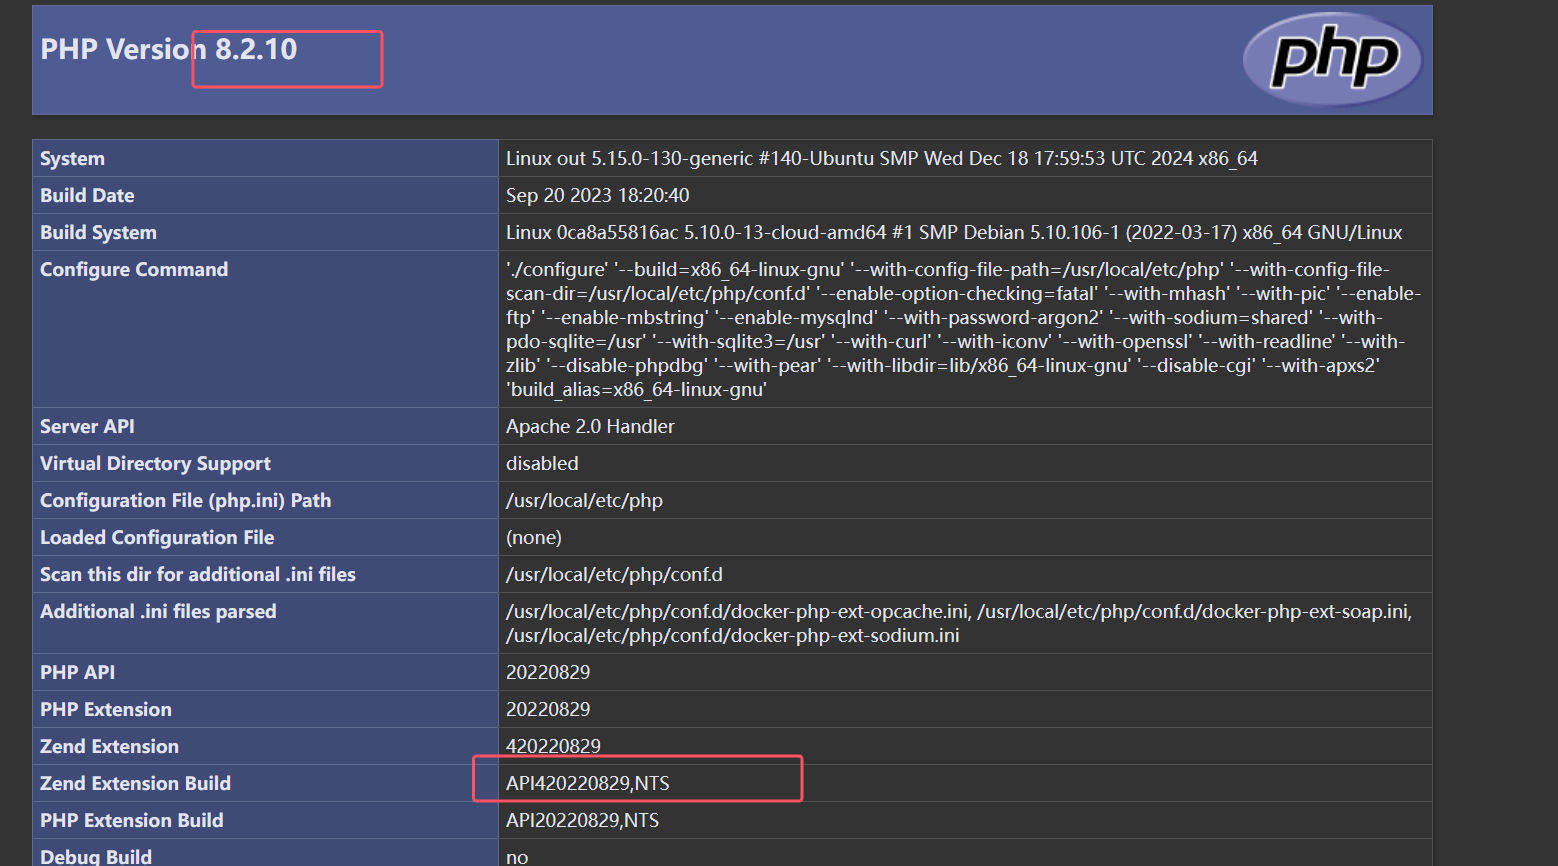 PHP Version 8.2.10
php
System
Linux out 5.15.0-130-generic #140-Ubuntu SMP Wed Dec 18 17:59:53 UTC 2024 x86_64
Build Date
Sep 20 2023 18:20:40
Build System
Linux 0ca8a55816ac 5.10.0-13-cloud-amd64 #1 SMP Debian 5.10.106-1 (2022-03-17) x86_64 GNU/Linux
Configure Command
'./configure' '--build=x86_64-linux-gnu' '--with-config-file-path=/usr/local/etc/php' '--with-config-file-
scan-dir=/usr/local/etc/php/conf.d' '--enable-option-checking=fatal' '--with-mhash' '--with-pic' '--enable-
ftp' '--enable-mbstring' '--enable-mysqlnd' '--with-password-argon2' '--with-sodium=shared' '--with-
pdo-sqlite=/usr' '--with-sqlite3=/usr' '--with-curl' '--with-iconv' '--with-openssl' '--with-readline' '--with-
zlib' '--disable-phpdbg' '--with-pear' '--with-libdir=lib/x86_64-linux-gnu' '--disable-cgi' '--with-apxs2'
'build_alias=x86_64-linux-gnu'
Server API
Apache 2.0 Handler
Virtual Directory Support
disabled
Configuration File (php.ini) Path
/usr/local/etc/php
Loaded Configuration File
(none)
Scan this dir for additional .ini files
/usr/local/etc/php/conf.d
Additional .ini files parsed
/usr/local/etc/php/conf.d/docker-php-ext-opcache.ini, /usr/local/etc/php/conf.d/docker-php-ext-soap.ini,
/usr/local/etc/php/conf.d/docker-php-ext-sodium.ini
PHP API
20220829
PHP Extension
20220829
Zend Extension
420220829
Zend Extension Build
API420220829,NTS
PHP Extension Build
API20220829,NTS
Debug Build
no